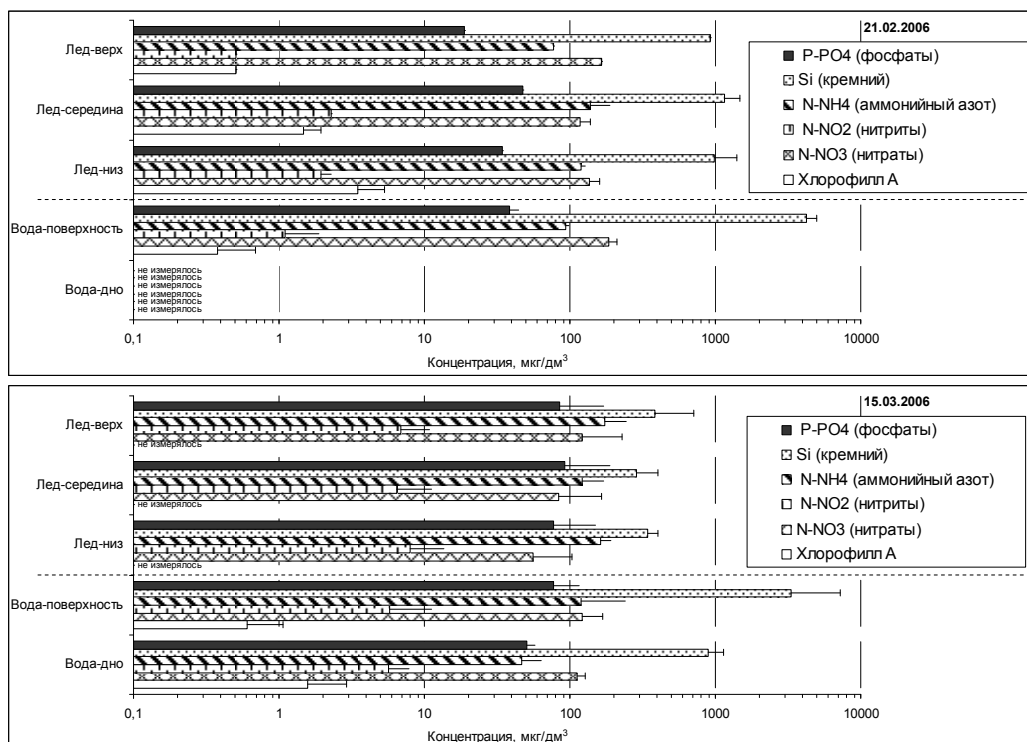 21.02.2006
P-PO4 (фосфаты)
Si (кремний)
N-NH4 (аммонийный азот)
N-NO2 (нитриты)
N-NO3 (нитраты)
Хлорофилл А
Лед-верх
Лед-середина
Лед-низ
Вода-поверхность
Вода-дно
не измерялось
не измерялось
не измерялось
не измерялось
не измерялось
0,1 1 10 100 1000 10000
Концентрация, мкг/дм³
15.03.2006
P-PO4 (фосфаты)
Si (кремний)
N-NH4 (аммонийный азот)
N-NO2 (нитриты)
N-NO3 (нитраты)
Хлорофилл А
Лед-верх
не измерялось
Лед-середина
не измерялось
Лед-низ
не измерялось
Вода-поверхность
Вода-дно
0,1 1 10 100 1000 10000
Концентрация, мкг/дм³